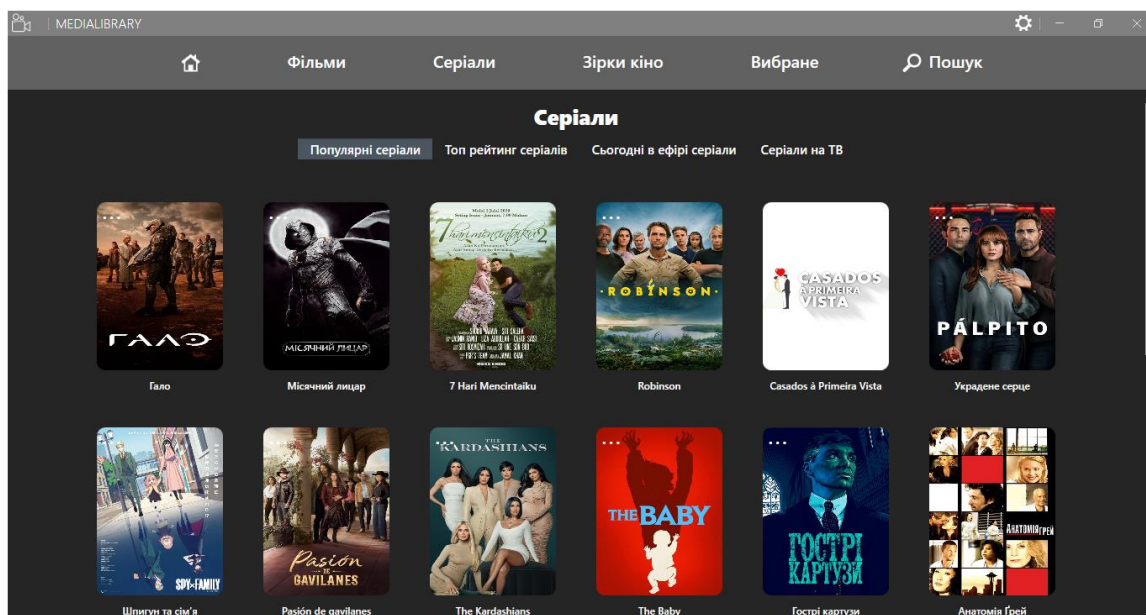 MEDIALIBRARY
Фільми Серіали Зірки кіно Вибране Пошук
Серіали
Популярні серіали Топ рейтинг серіалів Сьогодні в ефірі серіали Серіали на ТВ
ГАЛО
МІСЯЧНИЙ ЛИЦАР
7 hari mencintaiku 2
ROBINSON
CASADOS
À PRIMEIRA
VISTA
PÁLPITO
Гало Місячний лицар 7 Hari Mencintaiku Robinson Casados à Primeira Vista Украдене серце
SPY×FAMILY
Pasión
DE
GAVILANES
THE
KARDASHIANS
THE BABY
ГОСТРІ
КАРТУЗИ
АНАТОМІЯ ГРЕЙ
Шпигун та сім'я Pasión de gavilanes The Kardashians The Baby Гострі картузи Анатомія Ґрей